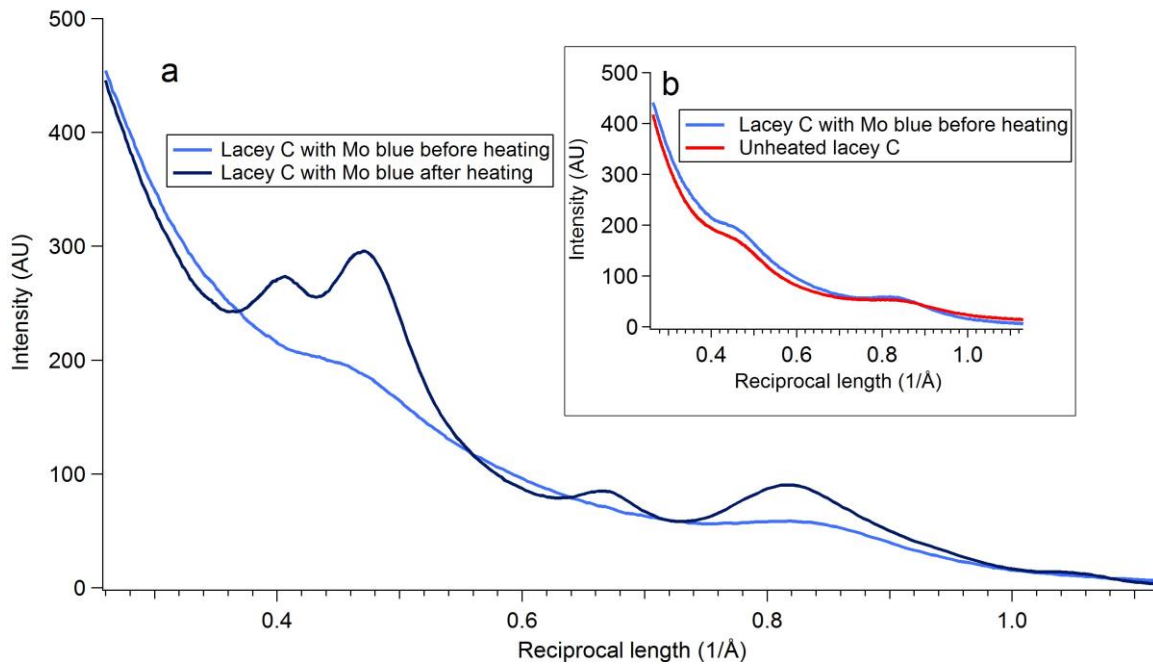 500
400
300
200
100
0
Intensity (AU)
a
Lacey C with Mo blue before heating
Lacey C with Mo blue after heating
0.4
0.6
0.8
1.0
Reciprocal length (1/Å)
b
500
400
300
200
100
0
Intensity (AU)
Lacey C with Mo blue before heating
Unheated lacey C
0.4
0.6
0.8
1.0
Reciprocal length (1/Å)